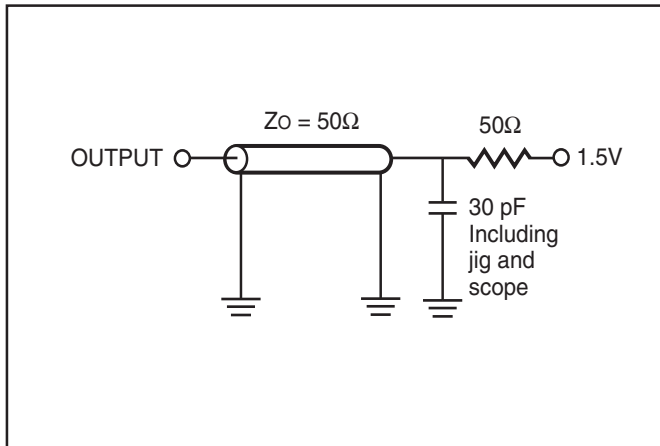 ZO = 50Ω
50Ω
OUTPUT
1.5V
30 pF
Including
jig and
scope